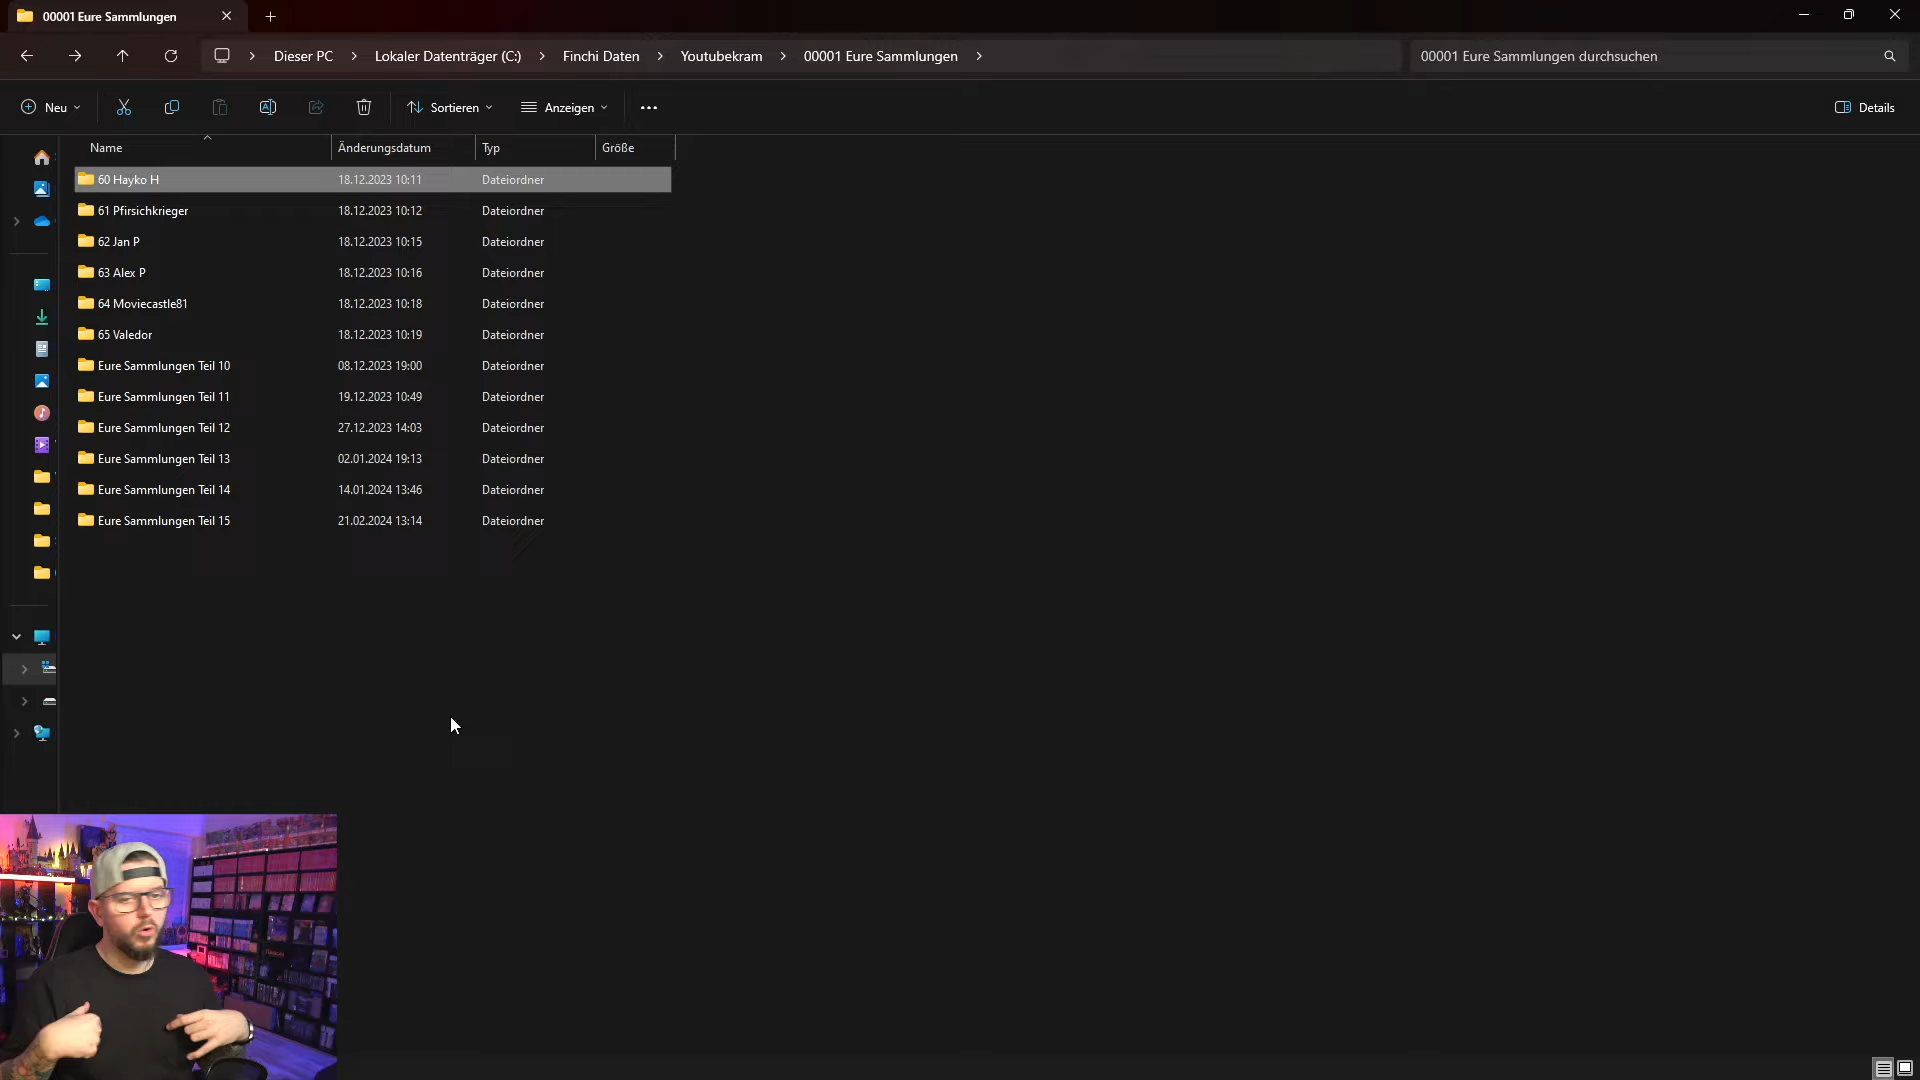 00001 Eure Sammlungen
Dieser PC > Lokaler Datenträger (C:) > Finchi Daten > Youtubekram > 00001 Eure Sammlungen >
00001 Eure Sammlungen durchsuchen
Neu
Sortieren
Anzeigen
Details
Name Änderungsdatum Typ Größe
60 Hayko H 18.12.2023 10:11 Dateiordner
61 Pfirsichkrieger 18.12.2023 10:12 Dateiordner
62 Jan P 18.12.2023 10:15 Dateiordner
63 Alex P 18.12.2023 10:16 Dateiordner
64 Moviecastle81 18.12.2023 10:18 Dateiordner
65 Valedor 18.12.2023 10:19 Dateiordner
Eure Sammlungen Teil 10 08.12.2023 19:00 Dateiordner
Eure Sammlungen Teil 11 19.12.2023 10:49 Dateiordner
Eure Sammlungen Teil 12 27.12.2023 14:03 Dateiordner
Eure Sammlungen Teil 13 02.01.2024 19:13 Dateiordner
Eure Sammlungen Teil 14 14.01.2024 13:46 Dateiordner
Eure Sammlungen Teil 15 21.02.2024 13:14 Dateiordner